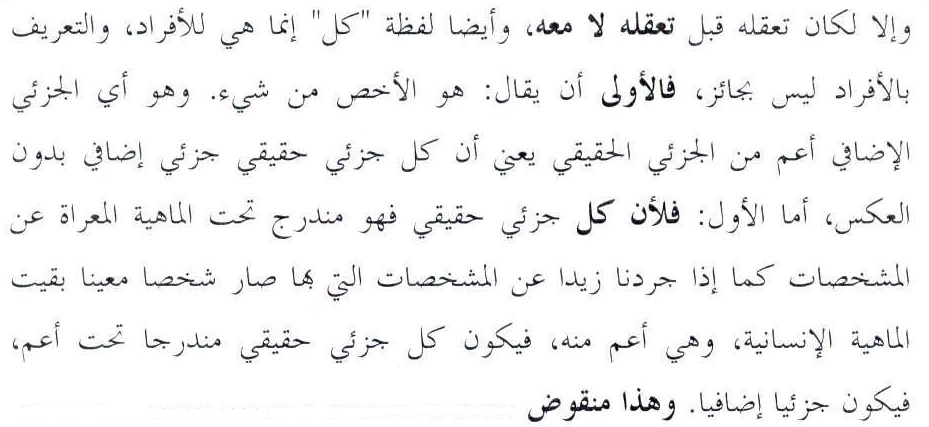 وإلا لكان تعقله قبل تعقله لا معه، وأيضا لفظة "كل" إنما هي للأفراد، والتعريف
بالأفراد ليس بجائز، فالأولى أن يقال: هو الأخص من شيء. وهو أي الجزئي
الإضافي أعم من الجزئي الحقيقي يعني أن كل جزئي حقيقي جزئي إضافي بدون
العكس، أما الأول: فلأن كل جزئي حقيقي فهو مندرج تحت الماهية المعراة عن
المشخصات كما إذا جردنا زيدا عن المشخصات التي بها صار شخصا معينا بقيت
الماهية الإنسانية، وهي أعم منه، فيكون كل جزئي حقيقي مندرجا تحت أعم،
فيكون جزئيا إضافيا. وهذا منقوض